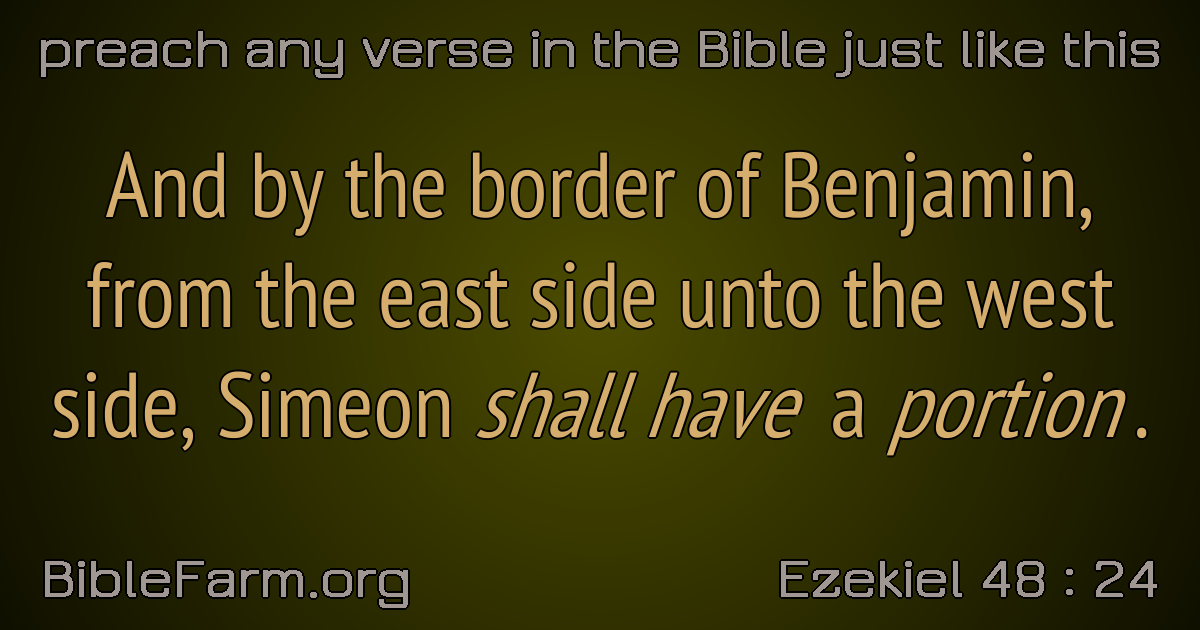 preach any verse in the Bible just like this
And by the border of Benjamin,
from the east side unto the west
side, Simeon shall have a portion.
BibleFarm.org
Ezekiel 48 : 24